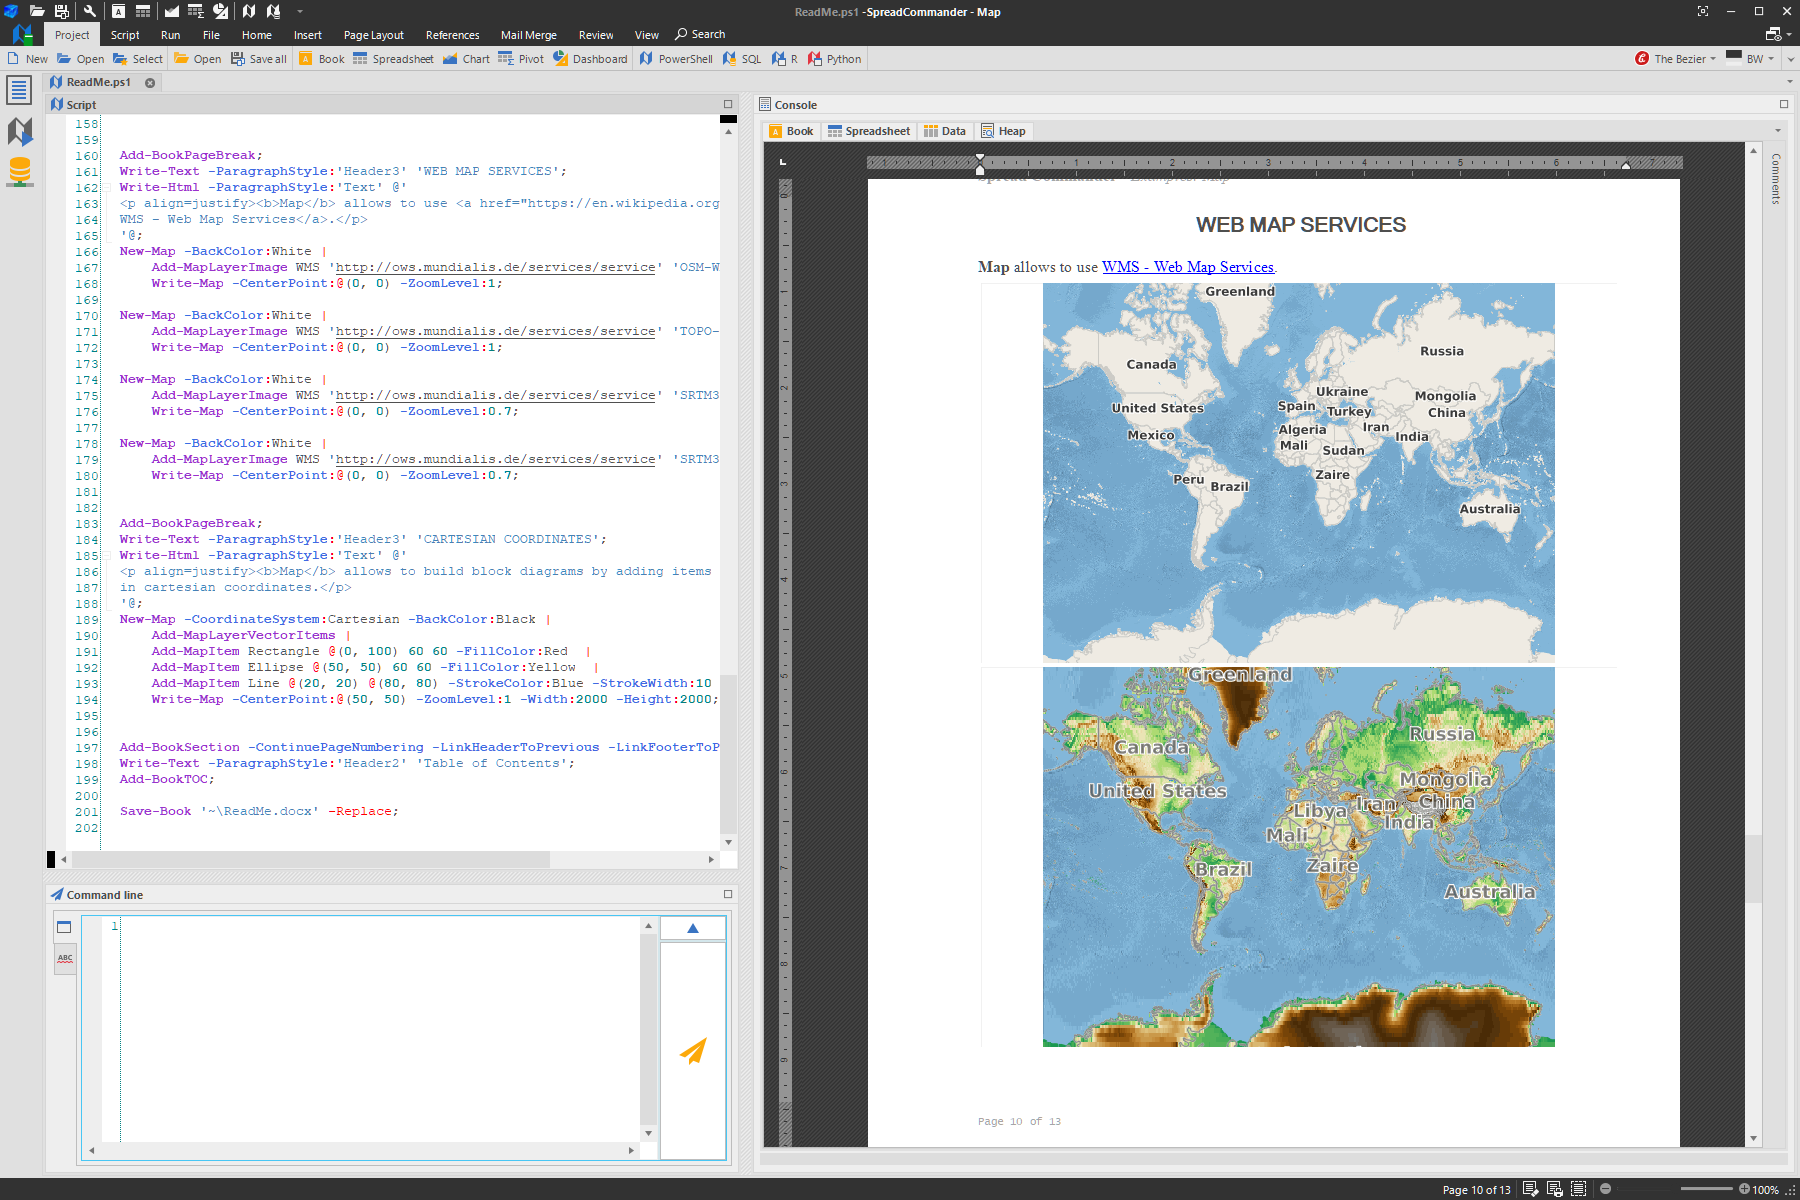 ReadMe.ps1 -SpreadCommander - Map
Project Script Run File Home Insert Page Layout References Mail Merge Review View Search
New Open Select Open Save all Book Spreadsheet Chart Pivot Dashboard PowerShell SQL R Python The Bezier BW
ReadMe.ps1
Script
158
159
160 Add-BookPageBreak;
161 Write-Text -ParagraphStyle:'Header3' 'WEB MAP SERVICES';
162 Write-Html -ParagraphStyle:'Text' @'
163 <p align=justify><b>Map</b> allows to use <a href="https://en.wikipedia.org
164 WMS - Web Map Services</a>.</p>
165 '@;
166 New-Map -BackColor:White |
167 Add-MapLayerImage WMS 'http://ows.mundialis.de/services/service' 'OSM-W
168 Write-Map -CenterPoint:@(0, 0) -ZoomLevel:1;
169
170 New-Map -BackColor:White |
171 Add-MapLayerImage WMS 'http://ows.mundialis.de/services/service' 'TOPO-
172 Write-Map -CenterPoint:@(0, 0) -ZoomLevel:1;
173
174 New-Map -BackColor:White |
175 Add-MapLayerImage WMS 'http://ows.mundialis.de/services/service' 'SRTM3
176 Write-Map -CenterPoint:@(0, 0) -ZoomLevel:0.7;
177
178 New-Map -BackColor:White |
179 Add-MapLayerImage WMS 'http://ows.mundialis.de/services/service' 'SRTM3
180 Write-Map -CenterPoint:@(0, 0) -ZoomLevel:0.7;
181
182
183 Add-BookPageBreak;
184 Write-Text -ParagraphStyle:'Header3' 'CARTESIAN COORDINATES';
185 Write-Html -ParagraphStyle:'Text' @'
186 <p align=justify><b>Map</b> allows to build block diagrams by adding items
187 in cartesian coordinates.</p>
188 '@;
189 New-Map -CoordinateSystem:Cartesian -BackColor:Black |
190 Add-MapLayerVectorItems |
191 Add-MapItem Rectangle @(0, 100) 60 60 -FillColor:Red |
192 Add-MapItem Ellipse @(50, 50) 60 60 -FillColor:Yellow |
193 Add-MapItem Line @(20, 20) @(80, 80) -StrokeColor:Blue -StrokeWidth:10
194 Write-Map -CenterPoint:@(50, 50) -ZoomLevel:1 -Width:2000 -Height:2000;
195
196
197 Add-BookSection -ContinuePageNumbering -LinkHeaderToPrevious -LinkFooterToP
198 Write-Text -ParagraphStyle:'Header2' 'Table of Contents';
199 Add-BookTOC;
200
201 Save-Book '~\ReadMe.docx' -Replace;
202
Command line
ABC
1
Console
Book Spreadsheet Data Heap
Comments
1 1 2 3 4 5 6 7
1
2
3
4
5
6
7
8
9
WEB MAP SERVICES
Map allows to use WMS - Web Map Services.
Greenland
Russia
Canada
Ukraine
Mongolia
United States
Spain
Turkey
China
Mexico
Algeria
Iran
India
Mali
Sudan
Zaire
Peru
Brazil
Australia
Greenland
Russia
Canada
Mongolia
United States
Iran
China
Libya
India
Mali
Zaire
Brazil
Australia
Page 10 of 13
Page 10 of 13 100%